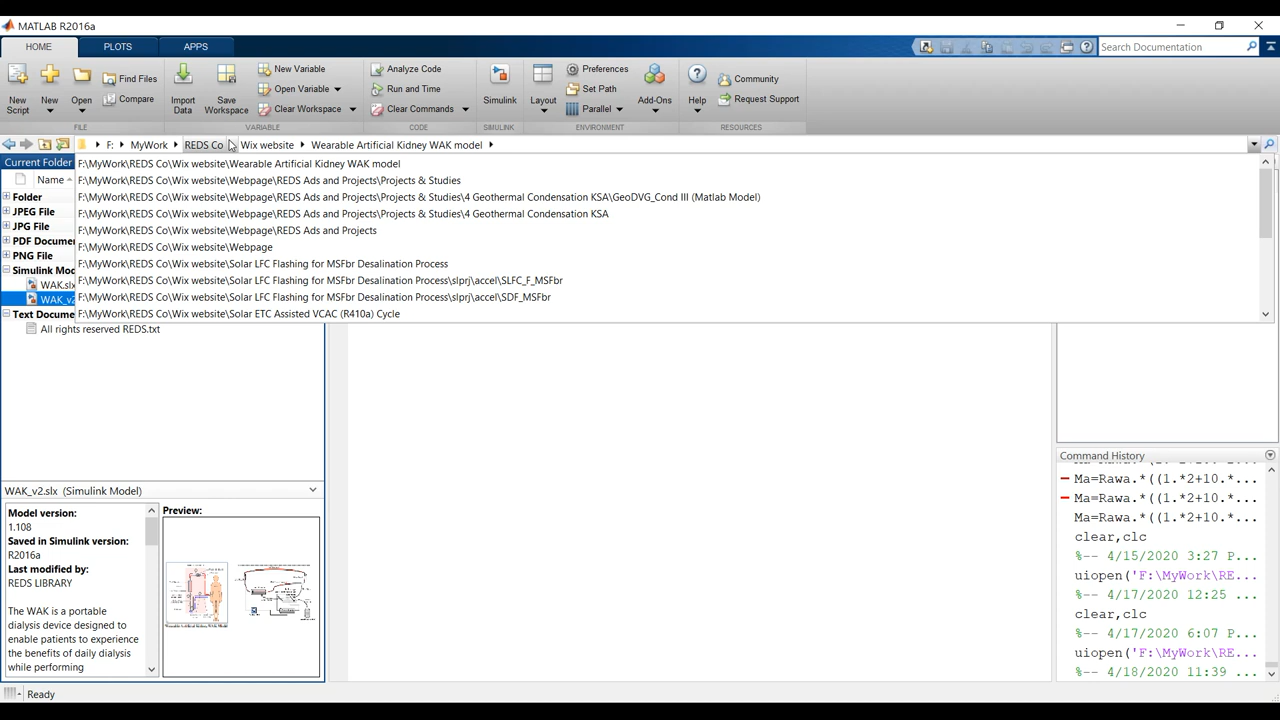 MATLAB R2016a
HOME
PLOTS
APPS
Search Documentation
New Script
New
Open
Find Files
Compare
Import Data
Save Workspace
New Variable
Open Variable
Clear Workspace
Analyze Code
Run and Time
Clear Commands
Simulink
Layout
Preferences
Set Path
Parallel
Add-Ons
Help
Community
Request Support
FILE
VARIABLE
CODE
SIMULINK
ENVIRONMENT
RESOURCES
F: MyWork REDS Co Wix website Wearable Artificial Kidney WAK model
Current Folder
F:\MyWork\REDS Co\Wix website\Wearable Artificial Kidney WAK model
Name
F:\MyWork\REDS Co\Wix website\Webpage\REDS Ads and Projects\Projects & Studies
Folder
F:\MyWork\REDS Co\Wix website\Webpage\REDS Ads and Projects\Projects & Studies\4 Geothermal Condensation KSA\GeoDVG_Cond III (Matlab Model)
JPEG File
F:\MyWork\REDS Co\Wix website\Webpage\REDS Ads and Projects\Projects & Studies\4 Geothermal Condensation KSA
JPG File
F:\MyWork\REDS Co\Wix website\Webpage\REDS Ads and Projects
PDF Docume
F:\MyWork\REDS Co\Wix website\Webpage
PNG File
F:\MyWork\REDS Co\Wix website\Solar LFC Flashing for MSFbr Desalination Process
Simulink Mod
F:\MyWork\REDS Co\Wix website\Solar LFC Flashing for MSFbr Desalination Process\slprj\accel\SLFC_F_MSFbr
WAK.slx
F:\MyWork\REDS Co\Wix website\Solar LFC Flashing for MSFbr Desalination Process\slprj\accel\SDF_MSFbr
WAK_v2
F:\MyWork\REDS Co\Wix website\Solar ETC Assisted VCAC (R410a) Cycle
Text Docume
All rights reserved REDS.txt
WAK_v2.slx (Simulink Model)
Model version:
1.108
Saved in Simulink version:
R2016a
Last modified by:
REDS LIBRARY
The WAK is a portable
dialysis device designed to
enable patients to experience
the benefits of daily dialysis
while performing
Preview:
Command History
Ma=Rawa.*((1.*2+10.*...
Ma=Rawa.*((1.*2+10.*...
Ma=Rawa.*((1.*2+10.*...
clear,clc
%-- 4/15/2020 3:27 P...
uiopen('F:\MyWork\RE...
%-- 4/17/2020 12:25 ...
clear,clc
%-- 4/17/2020 6:07 P...
uiopen('F:\MyWork\RE...
%-- 4/18/2020 11:39 ...
Ready